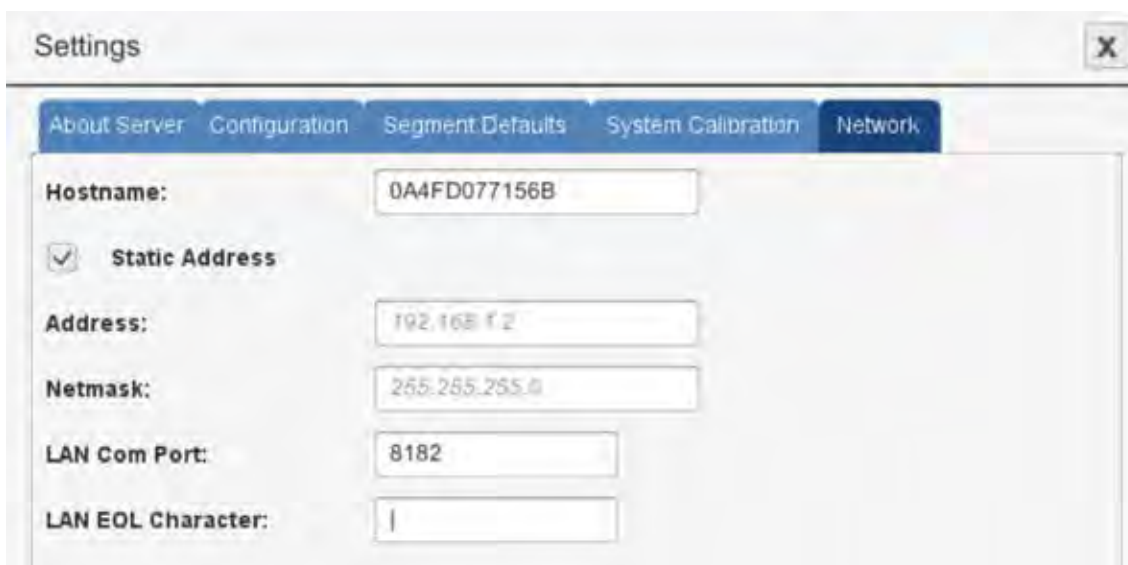 Settings
X
About Server Configuration Segment Defaults System Calibration Network
Hostname: 0A4FD077156B
Static Address
Address: 192.168.1.2
Netmask: 255.255.255.0
LAN Com Port: 8182
LAN EOL Character: |